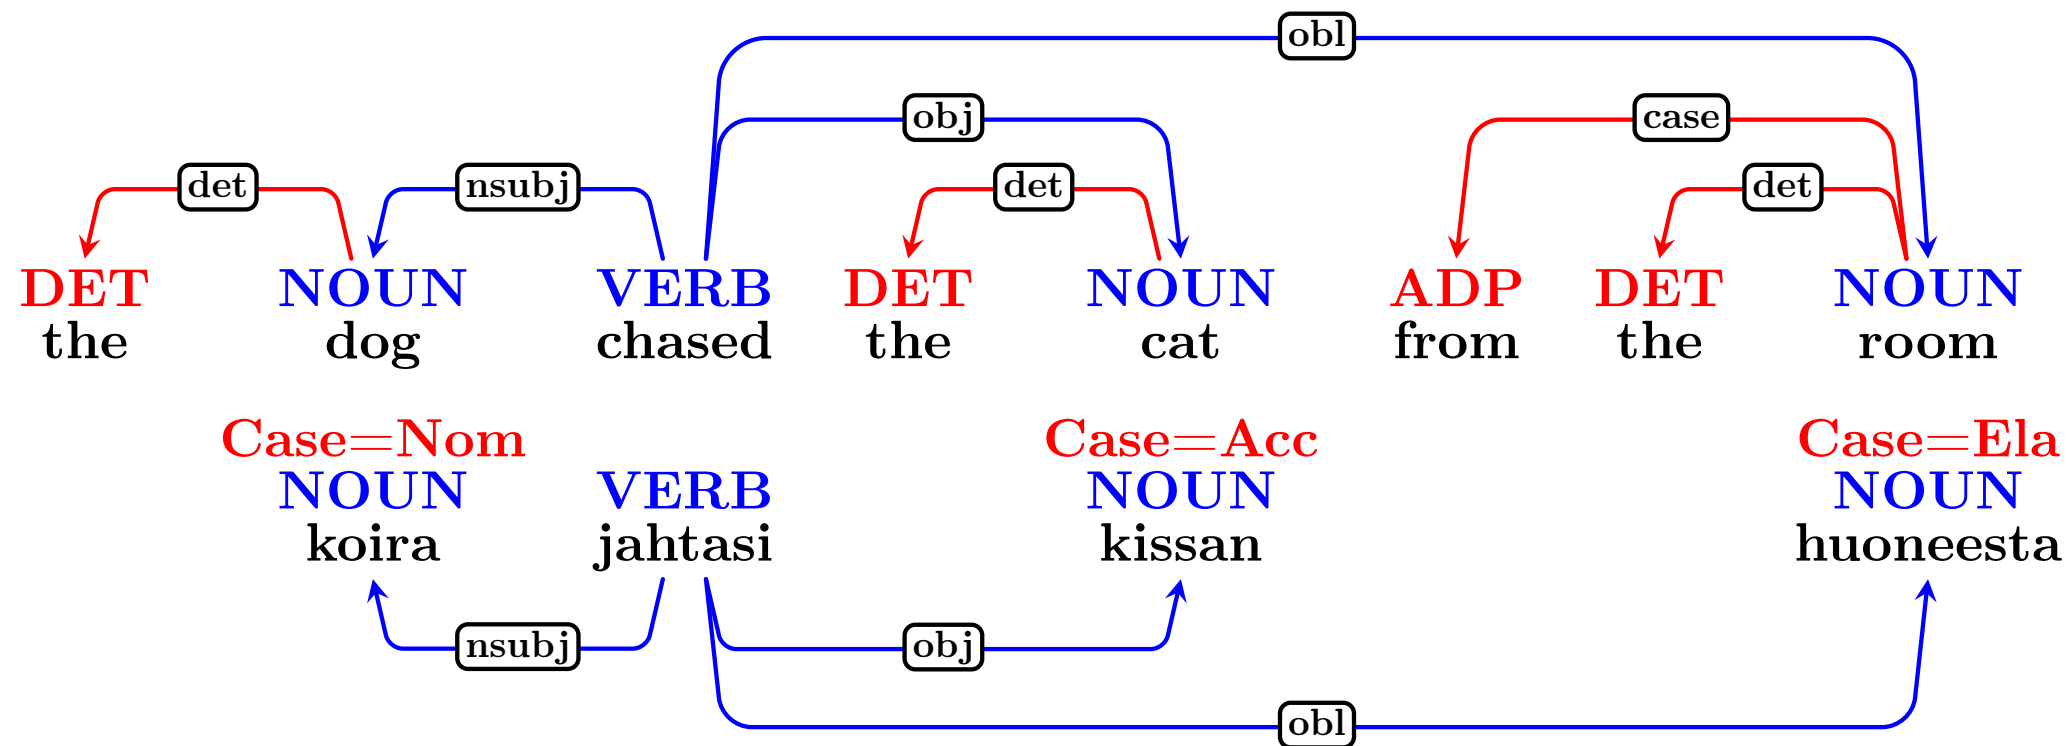 obl
obj case
det nsubj det det
DET NOUN VERB DET NOUN ADP DET NOUN
the dog chased the cat from the room
Case=Nom Case=Acc Case=Ela
NOUN VERB NOUN NOUN
koira jahtasi kissan huoneesta
nsubj obj
obl